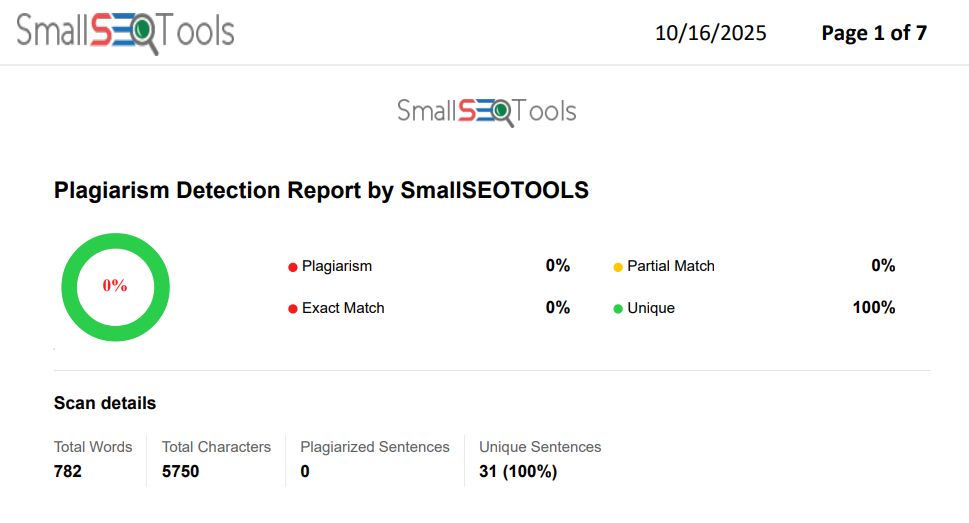 SmallSEOTools 10/16/2025 Page 1 of 7
SmallSEOTools
Plagiarism Detection Report by SmallSEOTOOLS
0%
Plagiarism 0% Partial Match 0%
Exact Match 0% Unique 100%
Scan details
Total Words Total Characters Plagiarized Sentences Unique Sentences
782 5750 0 31 (100%)